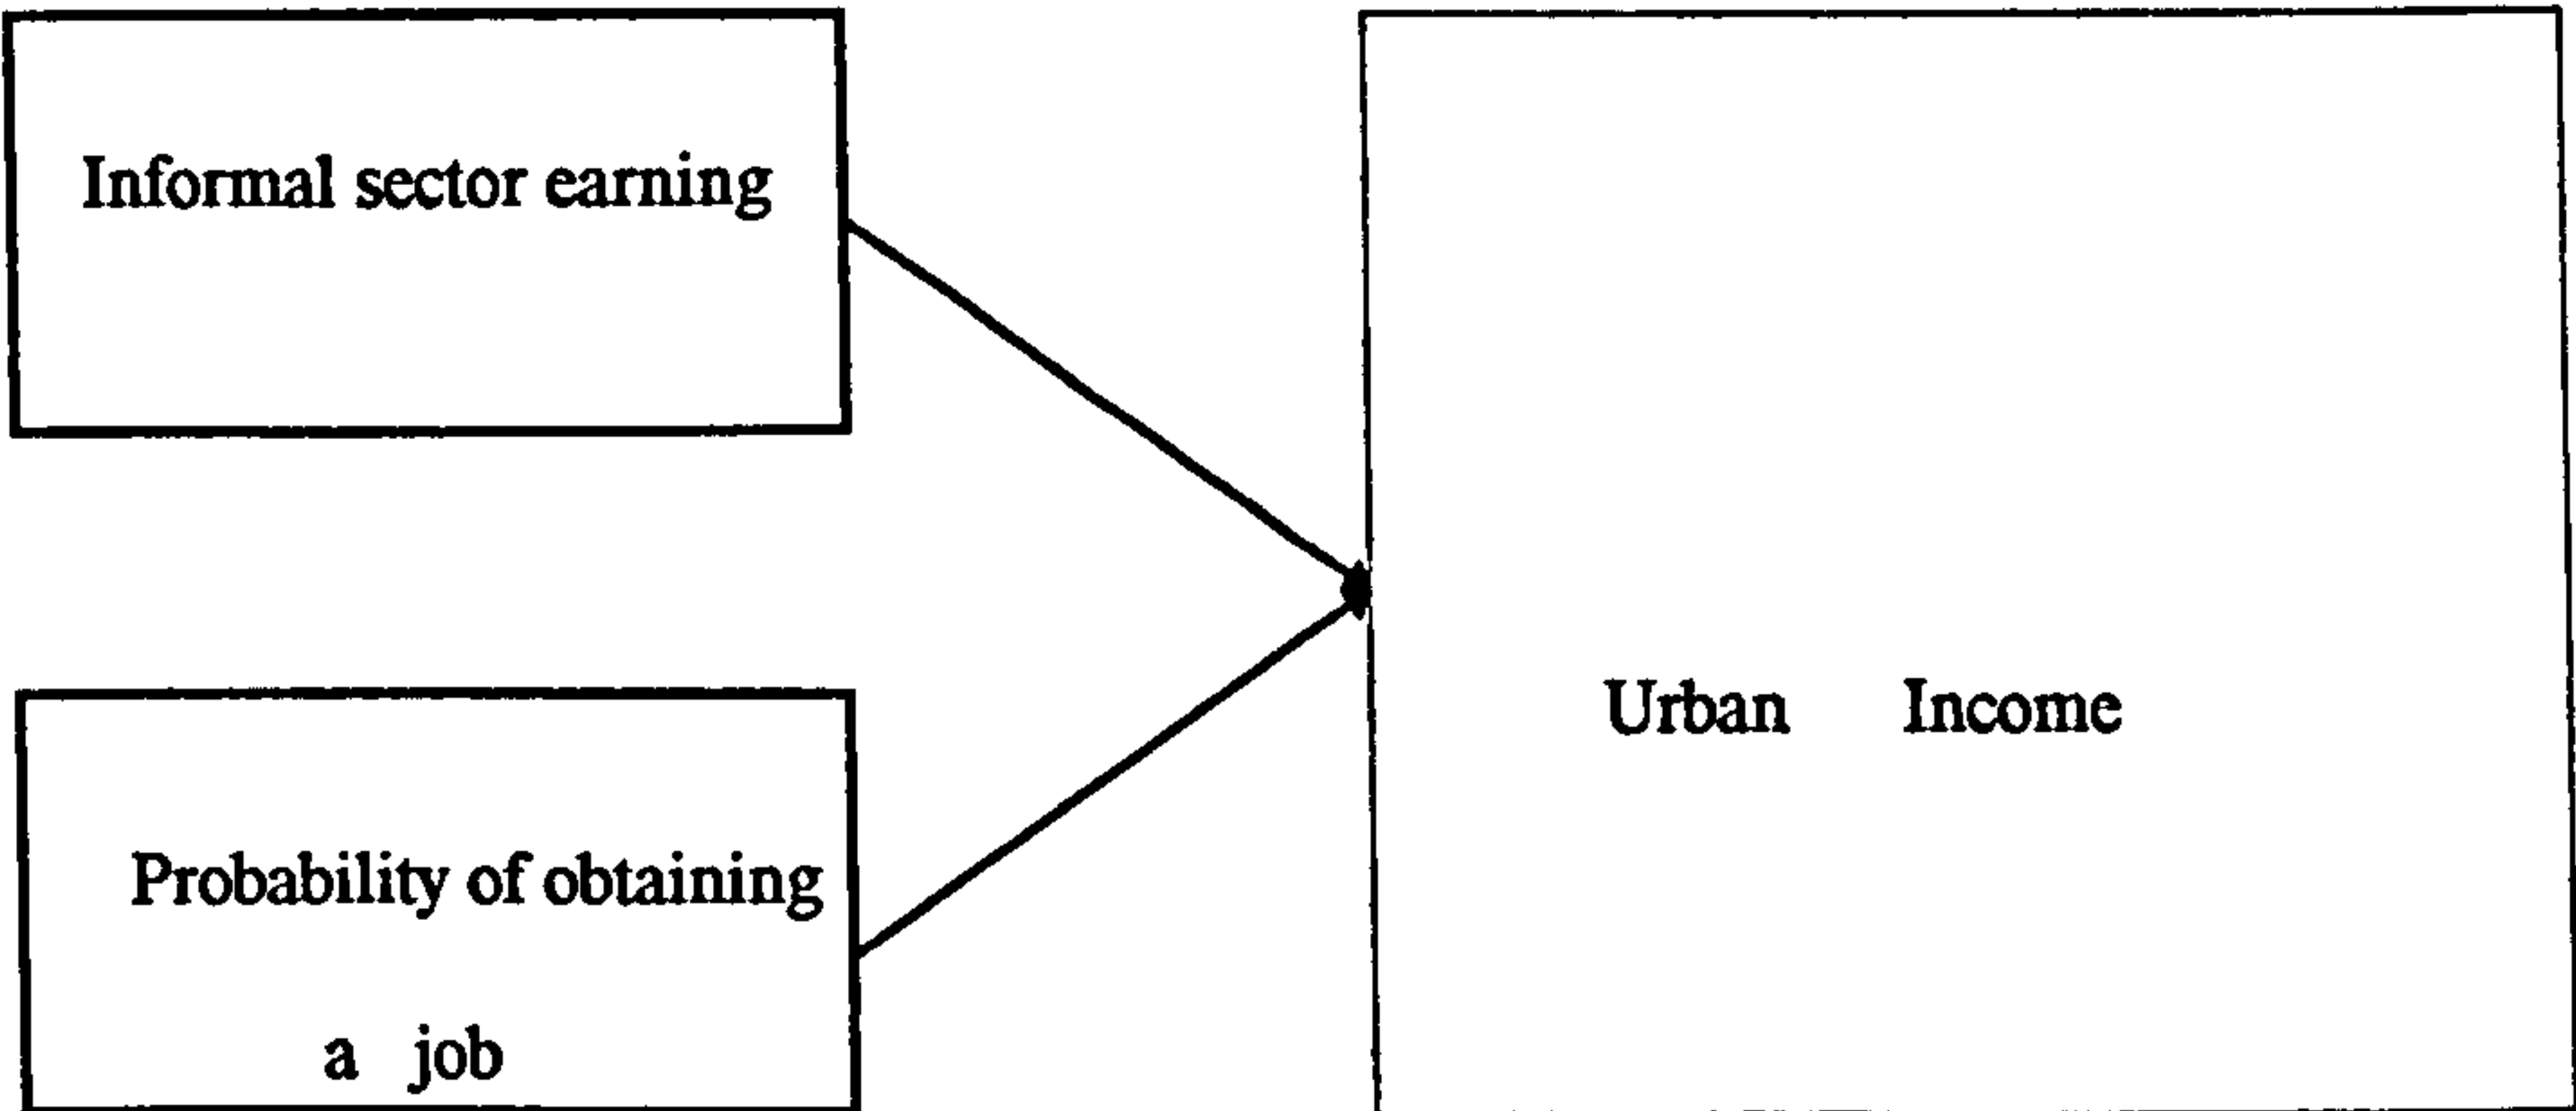 Informal sector earning
Probability of obtaining
a job
Urban Income